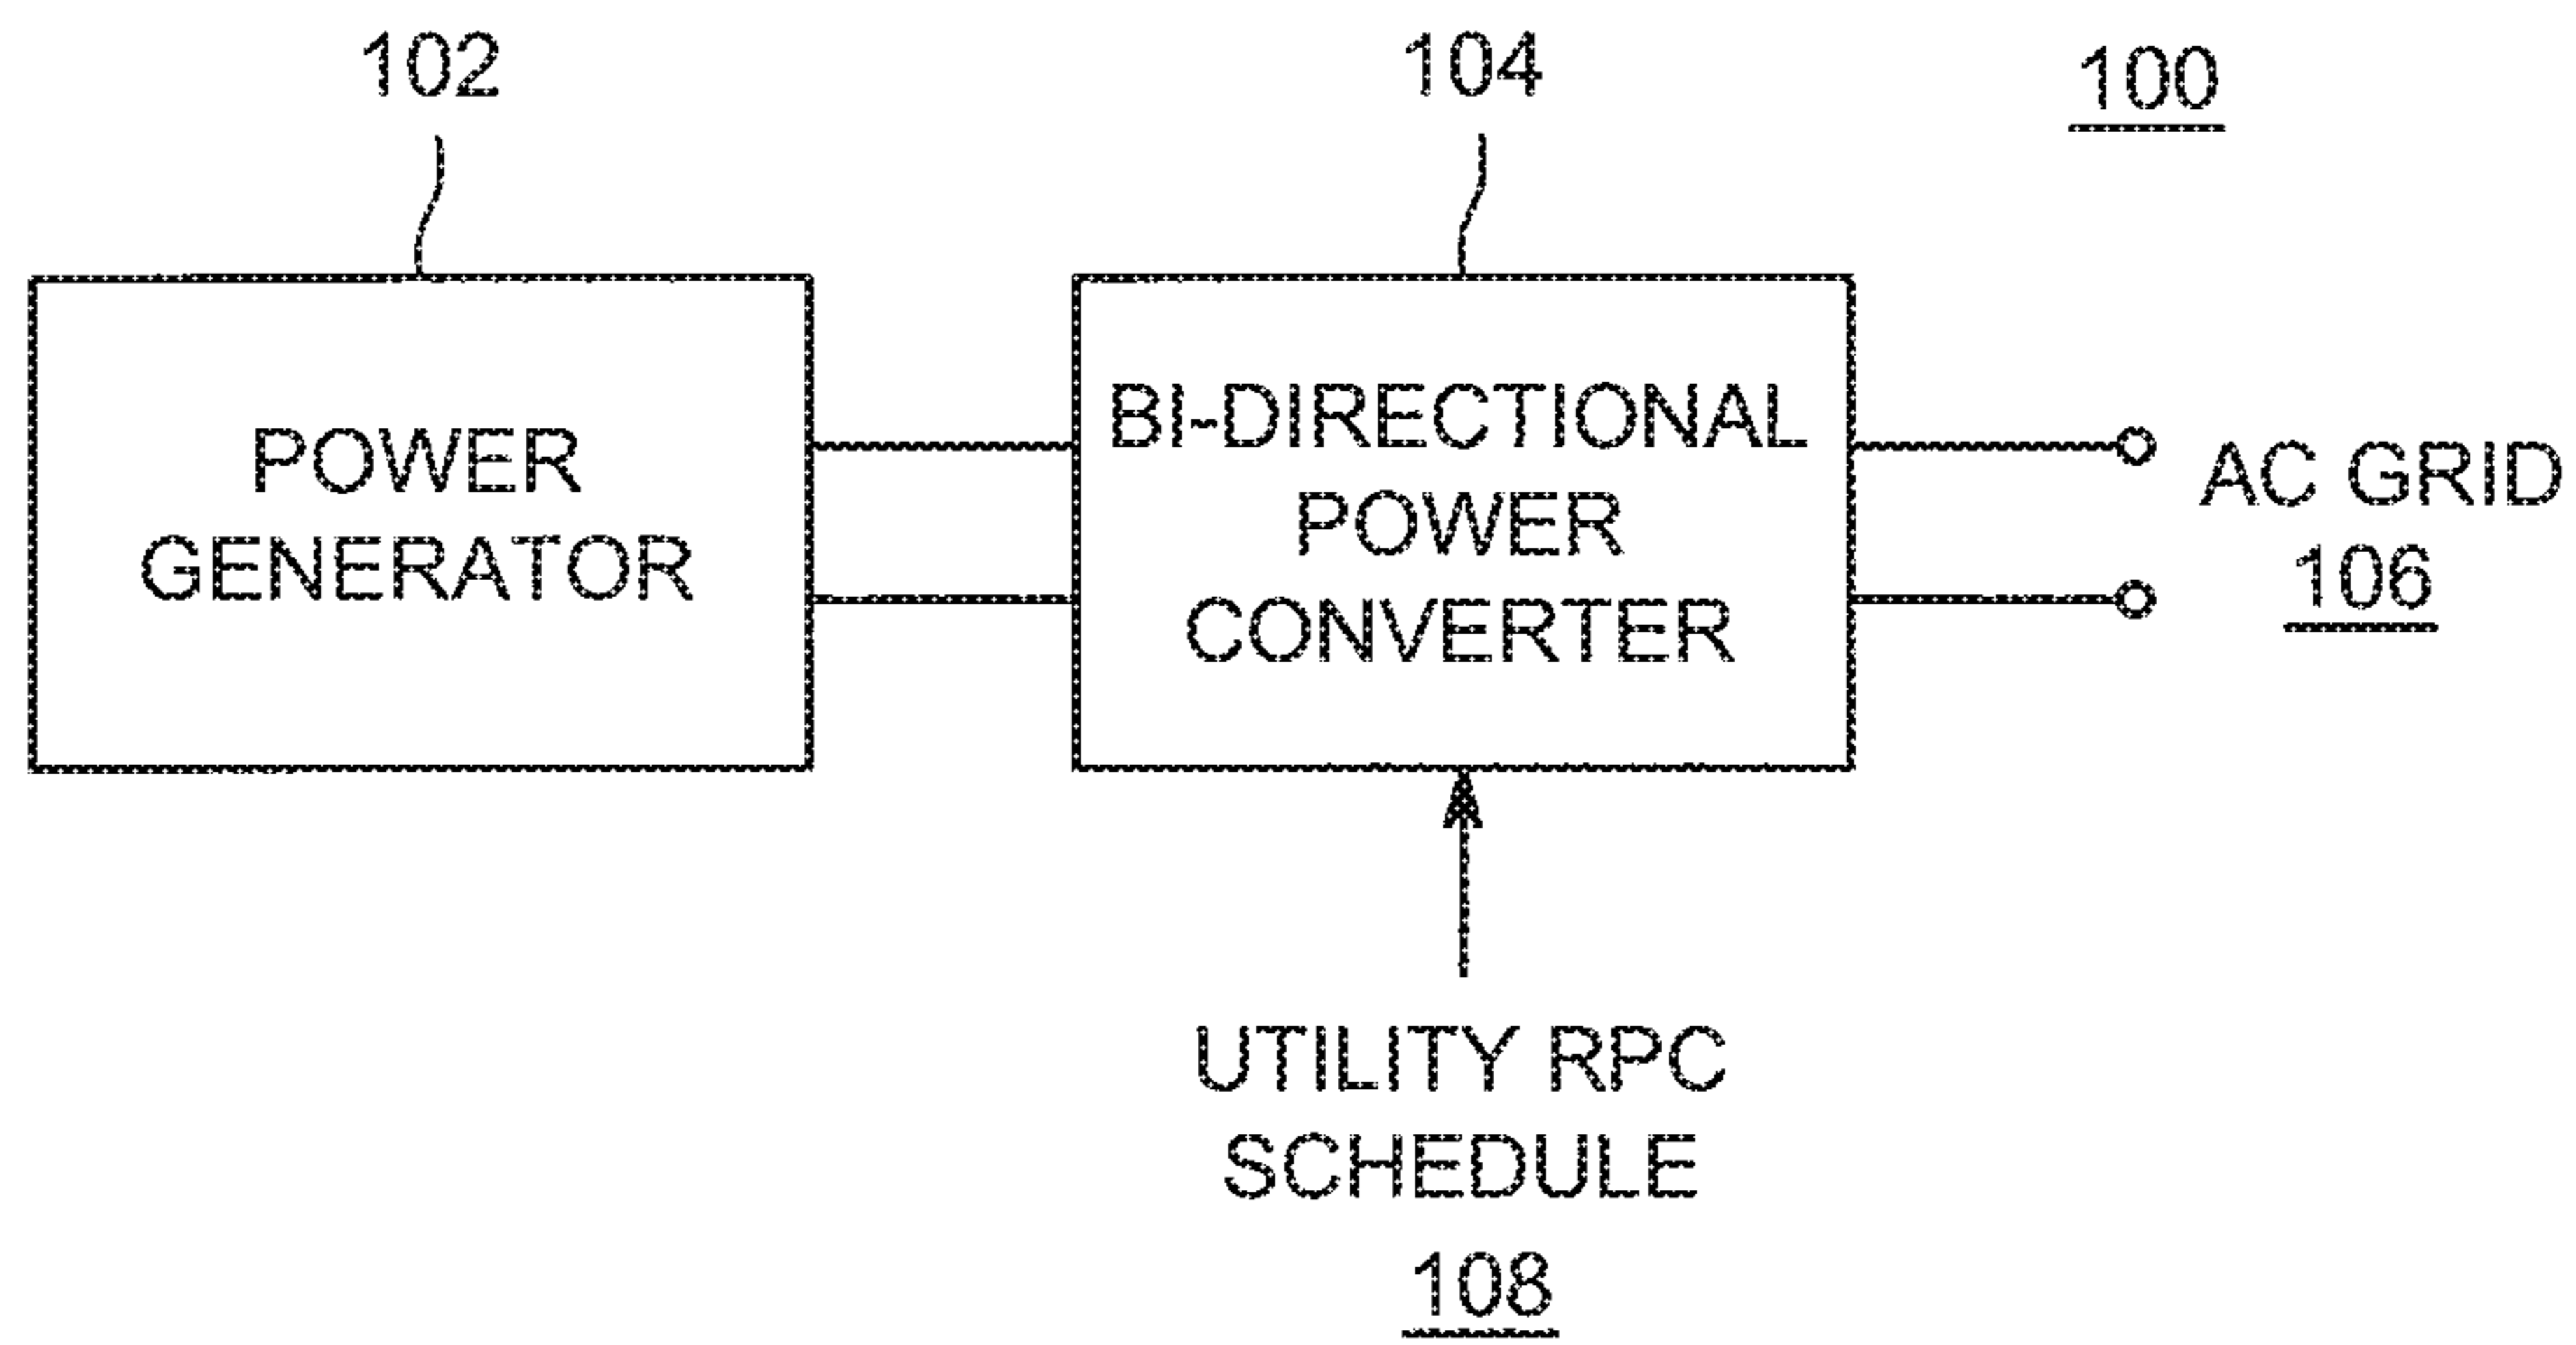 102
104
100
POWER
GENERATOR
BI-DIRECTIONAL
POWER
CONVERTER
AC GRID
106
UTILITY RPC
SCHEDULE
108